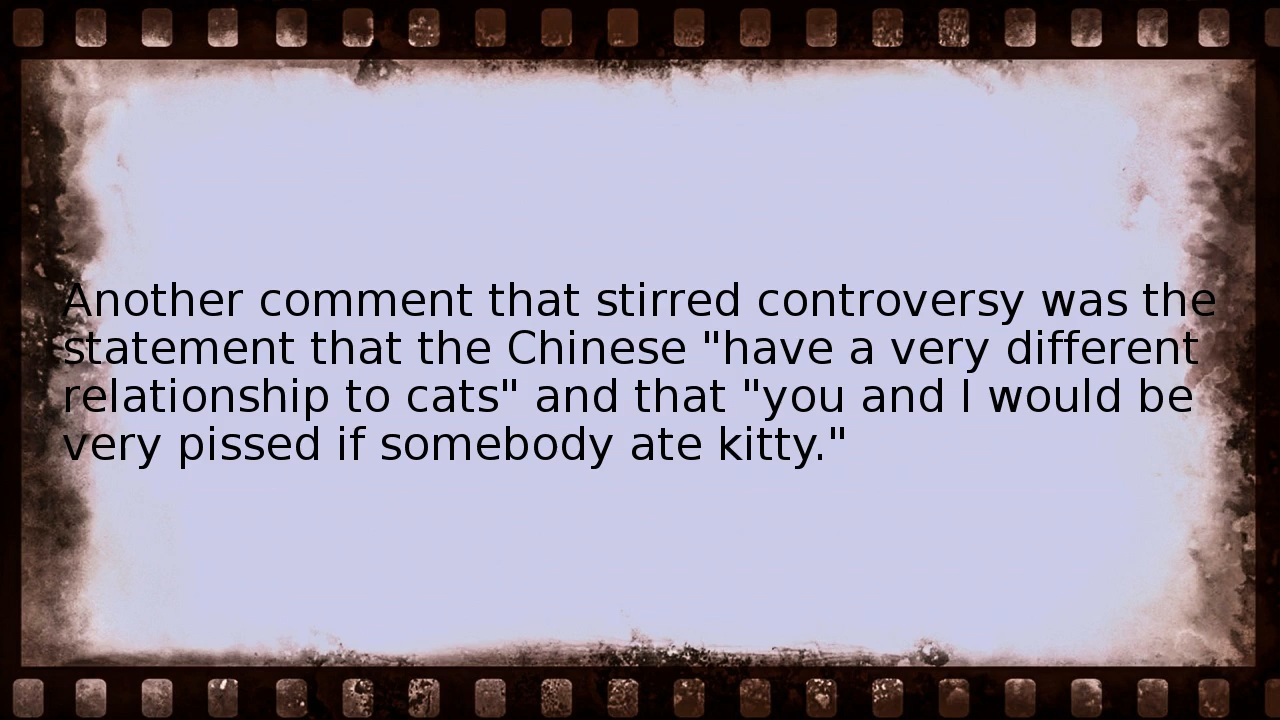 Another comment that stirred controversy was the
statement that the Chinese "have a very different
relationship to cats" and that "you and I would be
very pissed if somebody ate kitty."